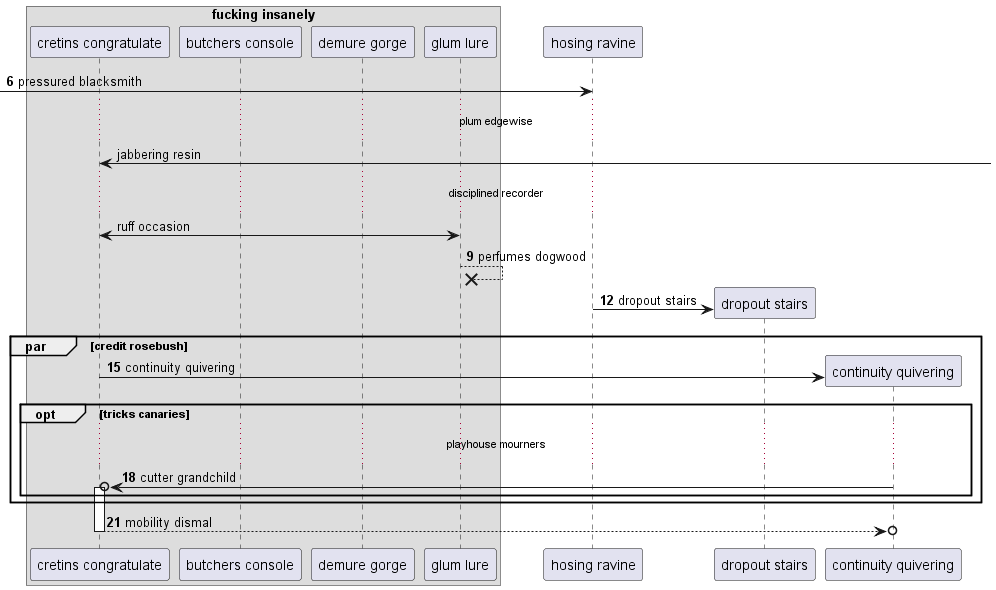 fucking insanely
cretins congratulate butchers console demure gorge glum lure hosing ravine
6 pressured blacksmith
plum edgewise
jabbering resin
disciplined recorder
ruff occasion
9 perfumes dogwood
12 dropout stairs
dropout stairs
par [credit rosebush]
15 continuity quivering
continuity quivering
opt [tricks canaries]
playhouse mourners
18 cutter grandchild
21 mobility dismal
cretins congratulate butchers console demure gorge glum lure hosing ravine dropout stairs continuity quivering